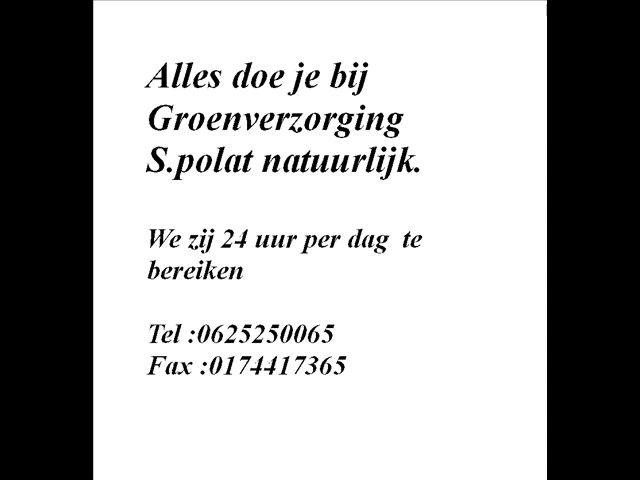 Alles doe je bij
Groenverzorging
S.polat natuurlijk.
We zij 24 uur per dag  te
bereiken
Tel :0625250065
Fax :0174417365